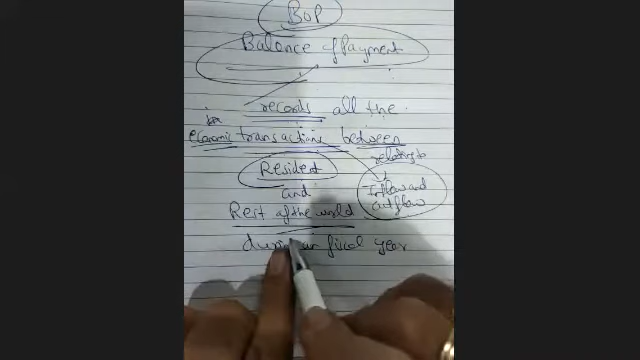 BOP
Balance of Payment
records all the
economic transactions between
relating to
Resident
Inflow and
outflow
and
Rest of the world
fiscal year